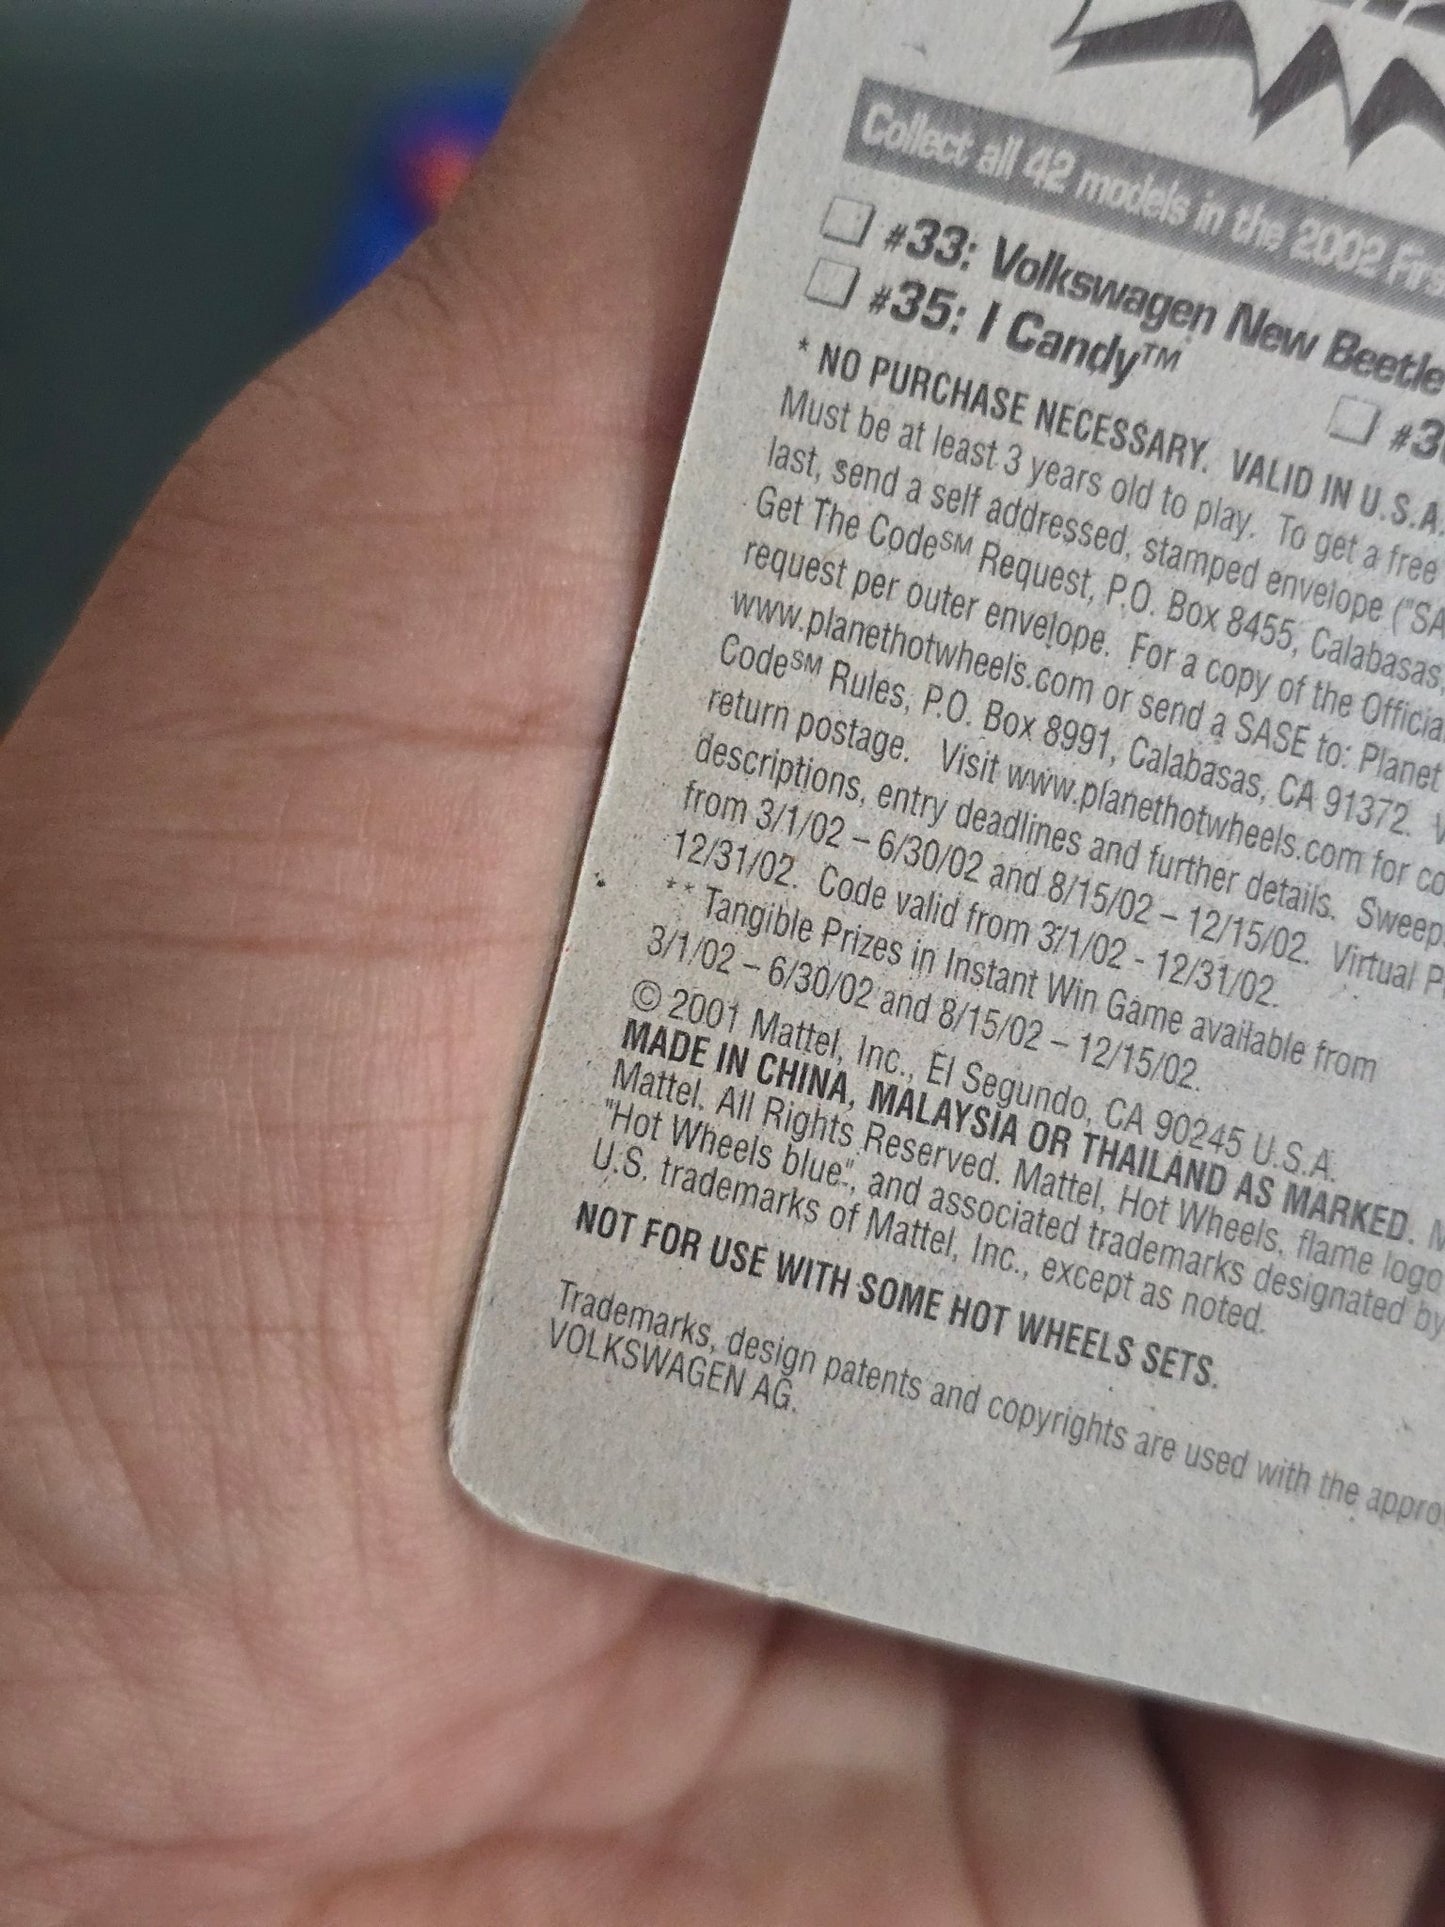 Collect all 42 models in the 2002 Firs
#33: Volkswagen New Beetle
#35: I Candy™
#3
* NO PURCHASE NECESSARY. VALID IN U.S.A.
Must be at least 3 years old to play. To get a free
last, send a self addressed, stamped envelope ("SA
Get The Code℠ Request, P.O. Box 8455, Calabasas,
request per outer envelope. For a copy of the Official
www.planethotwheels.com or send a SASE to: Planet
Code℠ Rules, P.O. Box 8991, Calabasas, CA 91372. V
return postage. Visit www.planethotwheels.com for co
descriptions, entry deadlines and further details. Sweep
from 3/1/02 – 6/30/02 and 8/15/02 – 12/15/02. Virtual P
12/31/02. Code valid from 3/1/02 - 12/31/02.
** Tangible Prizes in Instant Win Game available from
3/1/02 – 6/30/02 and 8/15/02 – 12/15/02.
© 2001 Mattel, Inc., El Segundo, CA 90245 U.S.A.
MADE IN CHINA, MALAYSIA OR THAILAND AS MARKED. M
Mattel. All Rights Reserved. Mattel, Hot Wheels, flame logo
"Hot Wheels blue", and associated trademarks designated by
U.S. trademarks of Mattel, Inc., except as noted.
NOT FOR USE WITH SOME HOT WHEELS SETS.
Trademarks, design patents and copyrights are used with the appro
VOLKSWAGEN AG.